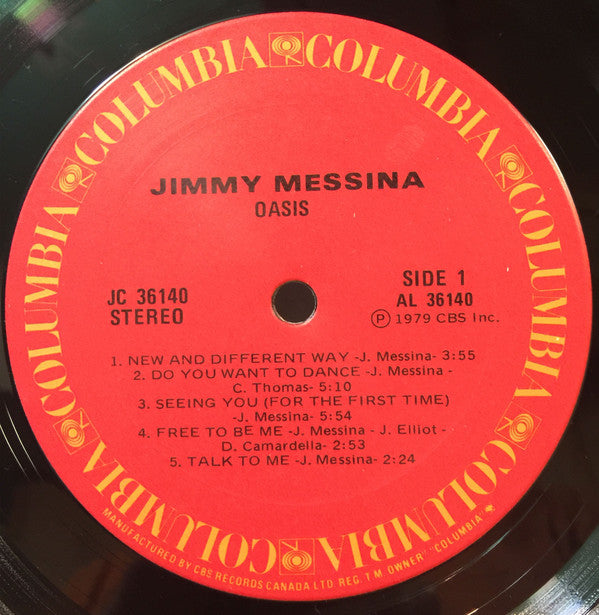 COLUMBIA COLUMBIA COLUMBIA COLUMBIA COLUMBIA COLUMBIA
JIMMY MESSINA
OASIS
JC 36140
STEREO
SIDE 1
AL 36140
Ⓟ 1979 CBS Inc.
1. NEW AND DIFFERENT WAY -J. Messina- 3:55
2. DO YOU WANT TO DANCE -J. Messina -
C. Thomas- 5:10
3. SEEING YOU (FOR THE FIRST TIME)
-J. Messina- 5:54
4. FREE TO BE ME -J. Messina - J. Elliot -
D. Camardella- 2:53
5. TALK TO ME -J. Messina- 2:24
MANUFACTURED BY CBS RECORDS CANADA LTD REG. T M OWNER "COLUMBIA"